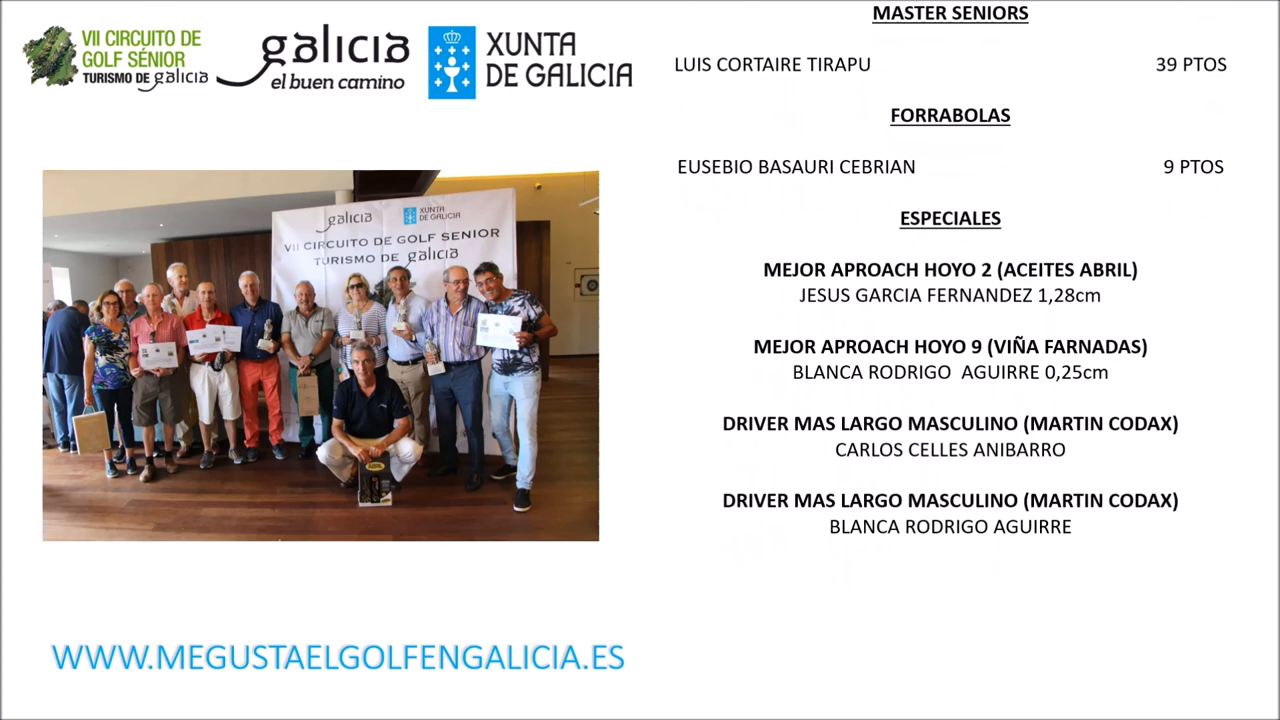 VII CIRCUITO DE
GOLF SÉNIOR
TURISMO DE galicia
galicia
el buen camino
XUNTA
DE GALICIA
MASTER SENIORS
LUIS CORTAIRE TIRAPU 39 PTOS
FORRABOLAS
EUSEBIO BASAURI CEBRIAN 9 PTOS
ESPECIALES
MEJOR APROACH HOYO 2 (ACEITES ABRIL)
JESUS GARCIA FERNANDEZ 1,28cm
MEJOR APROACH HOYO 9 (VIÑA FARNADAS)
BLANCA RODRIGO AGUIRRE 0,25cm
DRIVER MAS LARGO MASCULINO (MARTIN CODAX)
CARLOS CELLES ANIBARRO
DRIVER MAS LARGO MASCULINO (MARTIN CODAX)
BLANCA RODRIGO AGUIRRE
galicia
XUNTA
DE GALICIA
VII CIRCUITO DE GOLF SENIOR
TURISMO DE galicia
WWW.MEGUSTAELGOLFENGALICIA.ES